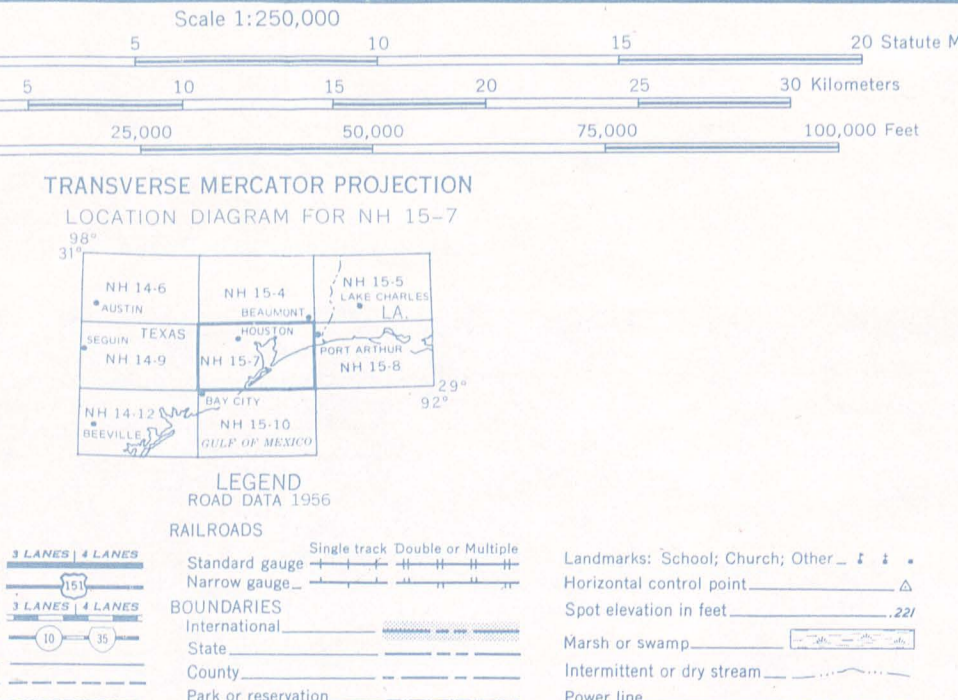 Scale 1:250,000
5 10 15 20 Statute M
5 10 15 20 25 30 Kilometers
25,000 50,000 75,000 100,000 Feet
TRANSVERSE MERCATOR PROJECTION
LOCATION DIAGRAM FOR NH 15-7
98°
31°
NH 14-6
AUSTIN
NH 15-4
BEAUMONT
NH 15-5
LAKE CHARLES
LA.
SEGUIN
TEXAS
NH 14-9
HOUSTON
NH 15-7
PORT ARTHUR
NH 15-8
29°
92°
NH 14-12
BEEVILLE
BAY CITY
NH 15-10
GULF OF MEXICO
LEGEND
ROAD DATA 1956
3 LANES | 4 LANES
151
3 LANES | 4 LANES
10 35
RAILROADS
Single track Double or Multiple
Standard gauge
Narrow gauge
BOUNDARIES
International
State
County
Park or reservation
Landmarks: School; Church; Other
Horizontal control point
Spot elevation in feet .221
Marsh or swamp
Intermittent or dry stream
Power line